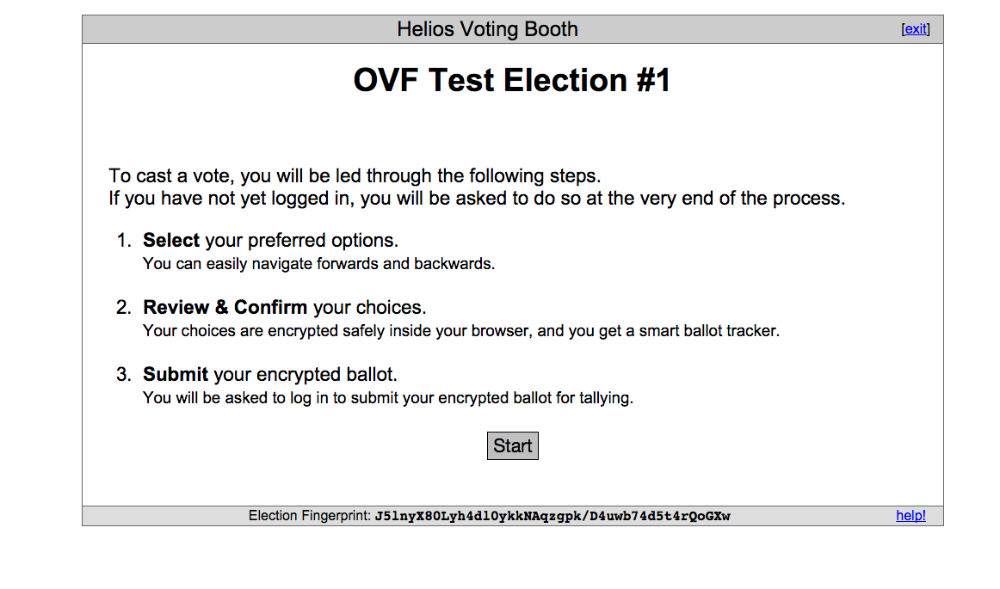 Helios Voting Booth
[exit]
OVF Test Election #1
To cast a vote, you will be led through the following steps.
If you have not yet logged in, you will be asked to do so at the very end of the process.
1. Select your preferred options.
You can easily navigate forwards and backwards.
2. Review & Confirm your choices.
Your choices are encrypted safely inside your browser, and you get a smart ballot tracker.
3. Submit your encrypted ballot.
You will be asked to log in to submit your encrypted ballot for tallying.
Start
Election Fingerprint: J5lnyX80Lyh4dl0ykkNAqzgpk/D4uwb74d5t4rQoGXw
help!